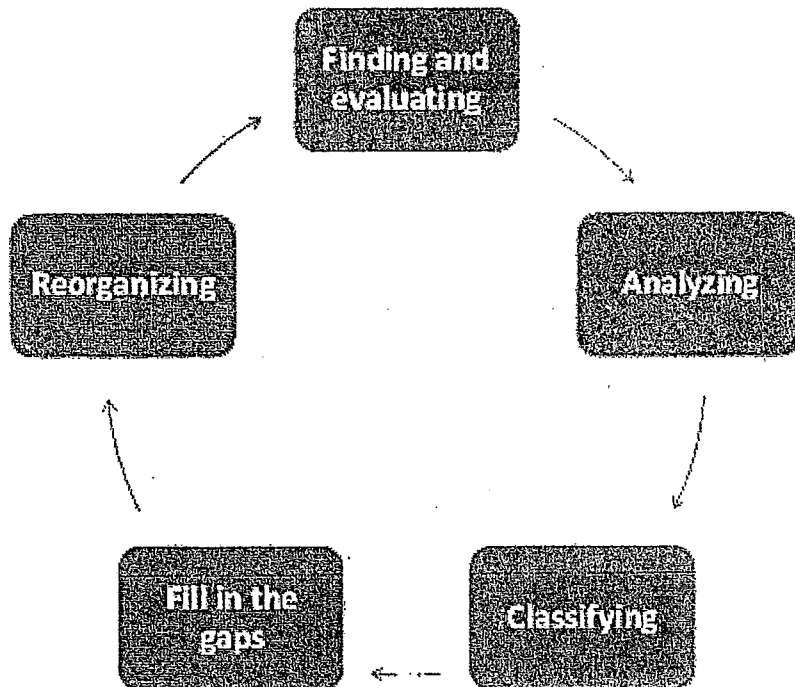 Finding and
evaluating
Analyzing
Classifying
Fill in the
gaps
Reorganizing